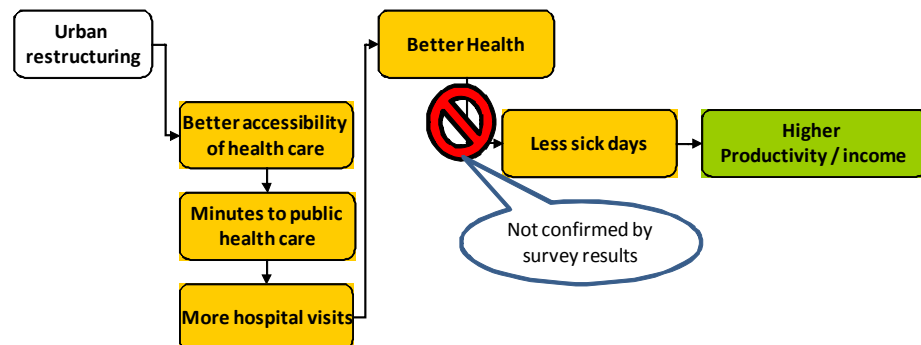 Urban
restructuring
Better accessibility
of health care
Minutes to public
health care
More hospital visits
Better Health
Less sick days
Higher
Productivity / income
Not confirmed by
survey results